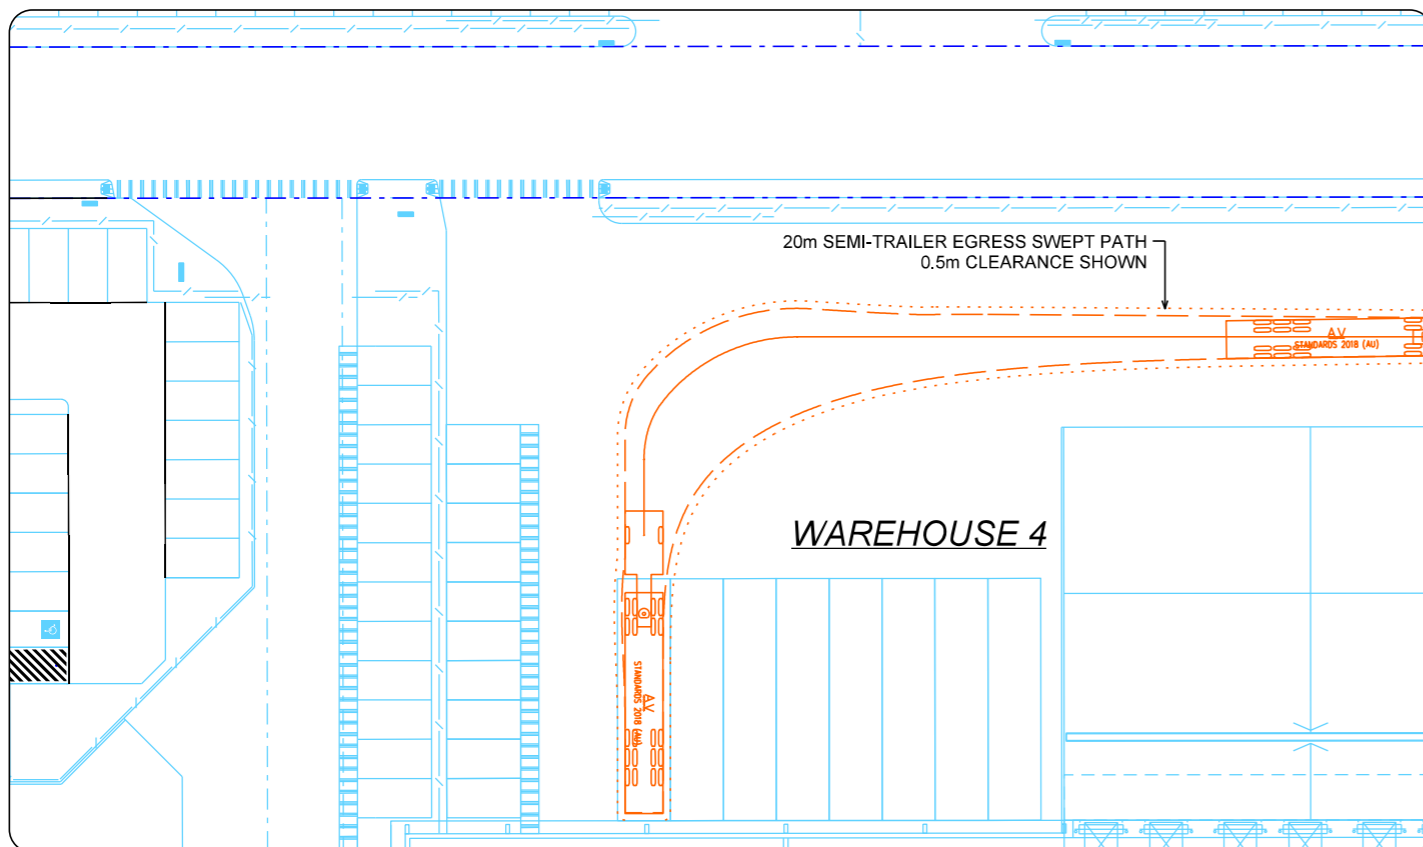 20m SEMI-TRAILER EGRESS SWEPT PATH
0.5m CLEARANCE SHOWN
AV
STANDARDS 2018 (AU)
WAREHOUSE 4
AV
STANDARDS 2018 (AU)